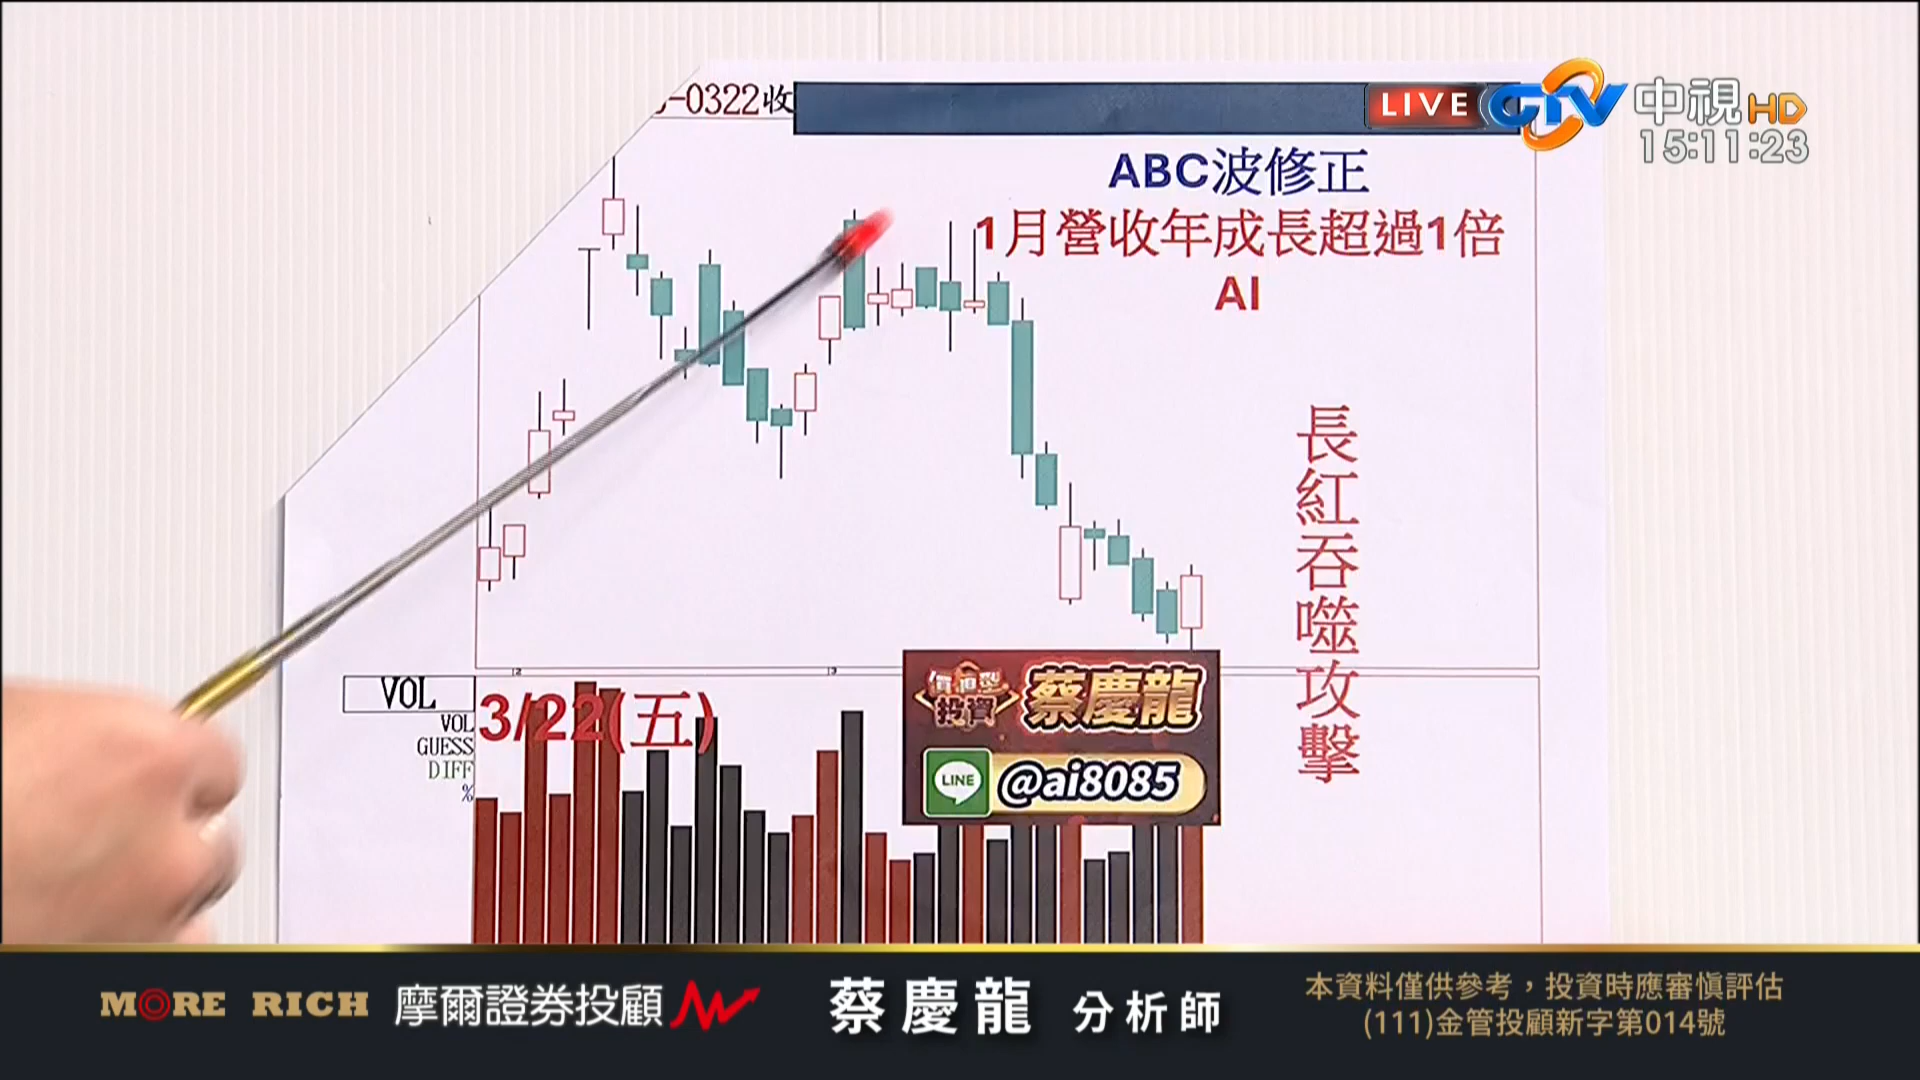 -0322收
LIVE
CTV 中視HD
15:11:23
ABC波修正
1月營收年成長超過1倍
AI
長紅吞噬攻擊
2
3
VOL
VOL
GUESS
DIFF
%
3/22(五)
價值型
投資
蔡慶龍
LINE
@ai8085
MORE RICH 摩爾證券投顧
蔡慶龍 分析師
本資料僅供參考，投資時應審慎評估
(111)金管投顧新字第014號